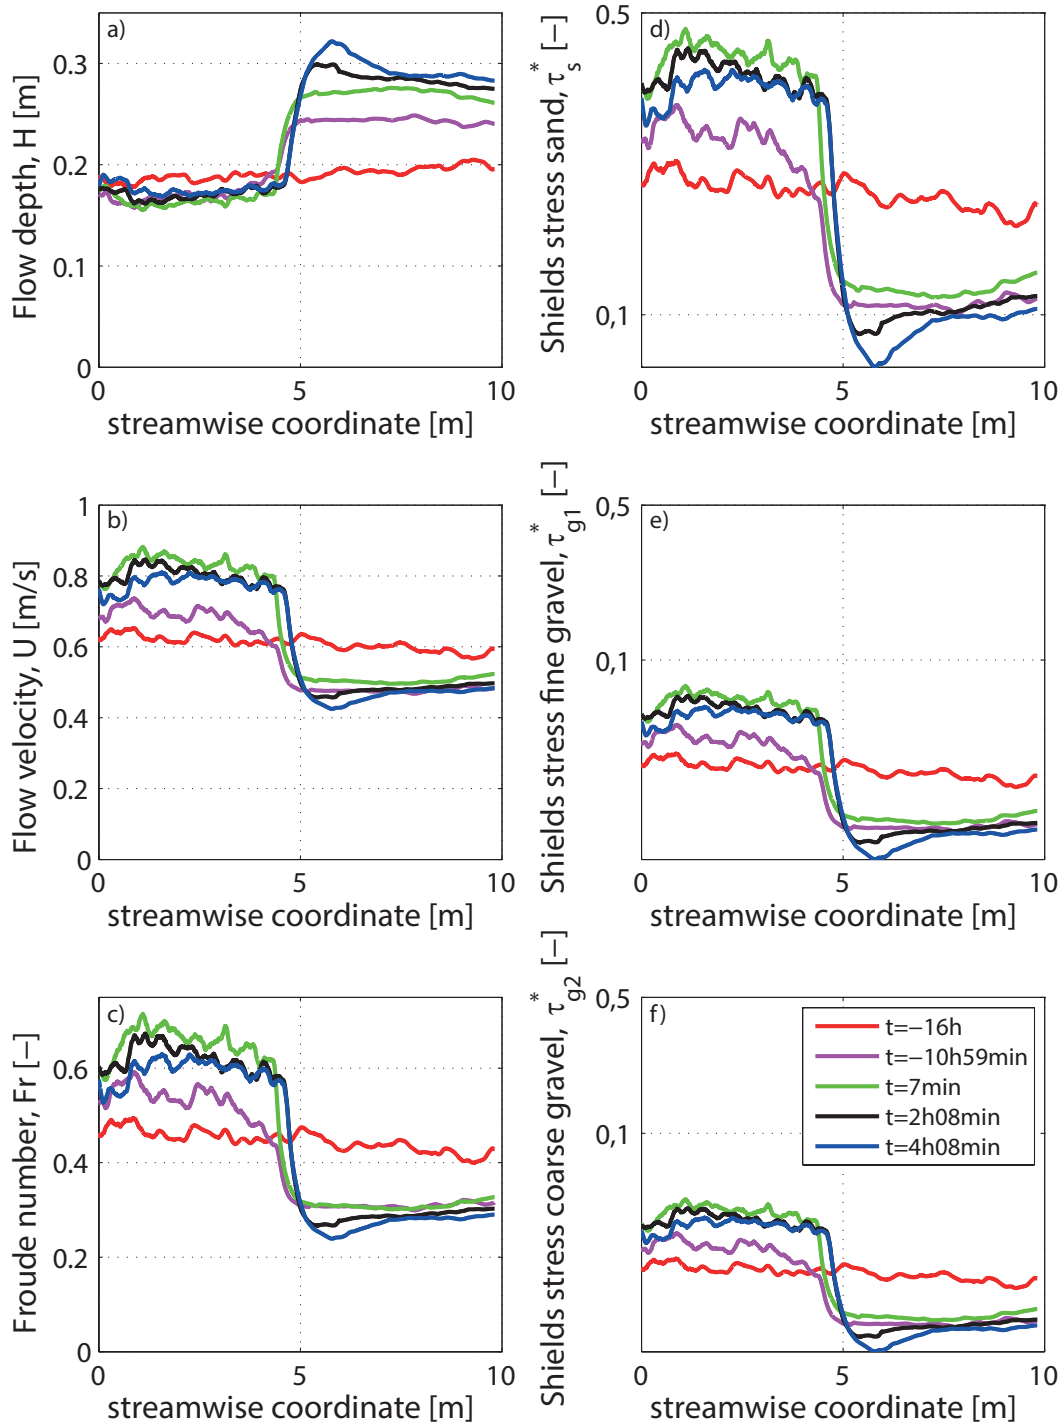 a)
Flow depth, H [m]
0.3
0.2
0.1
0
0
5
10
streamwise coordinate [m]
d)
Shields stress sand, τ*s [−]
0.5
0,1
0
5
10
streamwise coordinate [m]
b)
Flow velocity, U [m/s]
1
0.8
0.6
0.4
0.2
0
0
5
10
streamwise coordinate [m]
e)
Shields stress fine gravel, τ*g1 [−]
0,5
0,1
0
5
10
streamwise coordinate [m]
c)
Froude number, Fr [−]
0.6
0.4
0.2
0
0
5
10
streamwise coordinate [m]
f)
Shields stress coarse gravel, τ*g2 [−]
0,5
0,1
0
5
10
streamwise coordinate [m]
t=−16h
t=−10h59min
t=7min
t=2h08min
t=4h08min